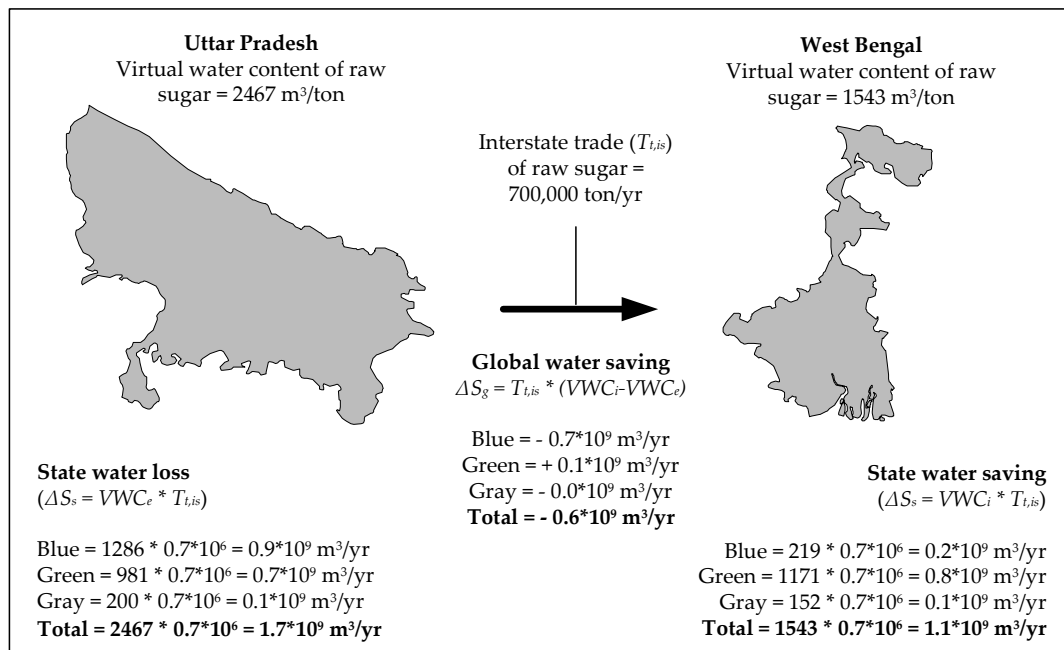 Uttar Pradesh
Virtual water content of raw
sugar = 2467 m³/ton
West Bengal
Virtual water content of raw
sugar = 1543 m³/ton
Interstate trade (Tt,is)
of raw sugar =
700,000 ton/yr
Global water saving
ΔSg = Tt,is * (VWCi-VWCe)
Blue = - 0.7*10⁹ m³/yr
Green = + 0.1*10⁹ m³/yr
Gray = - 0.0*10⁹ m³/yr
Total = - 0.6*10⁹ m³/yr
State water loss
(ΔSs = VWCe * Tt,is)
Blue = 1286 * 0.7*10⁶ = 0.9*10⁹ m³/yr
Green = 981 * 0.7*10⁶ = 0.7*10⁹ m³/yr
Gray = 200 * 0.7*10⁶ = 0.1*10⁹ m³/yr
Total = 2467 * 0.7*10⁶ = 1.7*10⁹ m³/yr
State water saving
(ΔSs = VWCi * Tt,is)
Blue = 219 * 0.7*10⁶ = 0.2*10⁹ m³/yr
Green = 1171 * 0.7*10⁶ = 0.8*10⁹ m³/yr
Gray = 152 * 0.7*10⁶ = 0.1*10⁹ m³/yr
Total = 1543 * 0.7*10⁶ = 1.1*10⁹ m³/yr